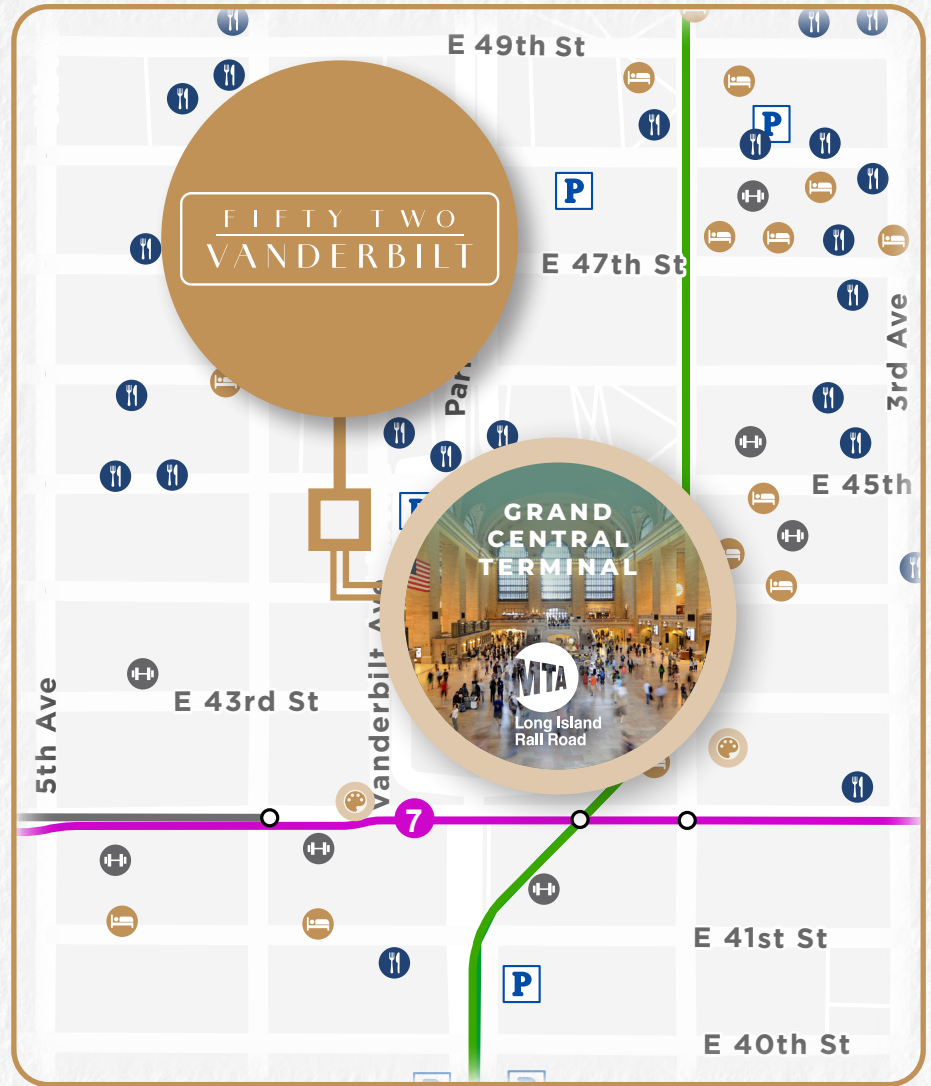 E 49th St
P
FIFTY TWO
VANDERBILT
P
E 47th St
3rd Ave
E 45th
GRAND
CENTRAL
TERMINAL
MTA
Long Island
Rail Road
Vanderbilt Ave
E 43rd St
5th Ave
7
E 41st St
P
E 40th St